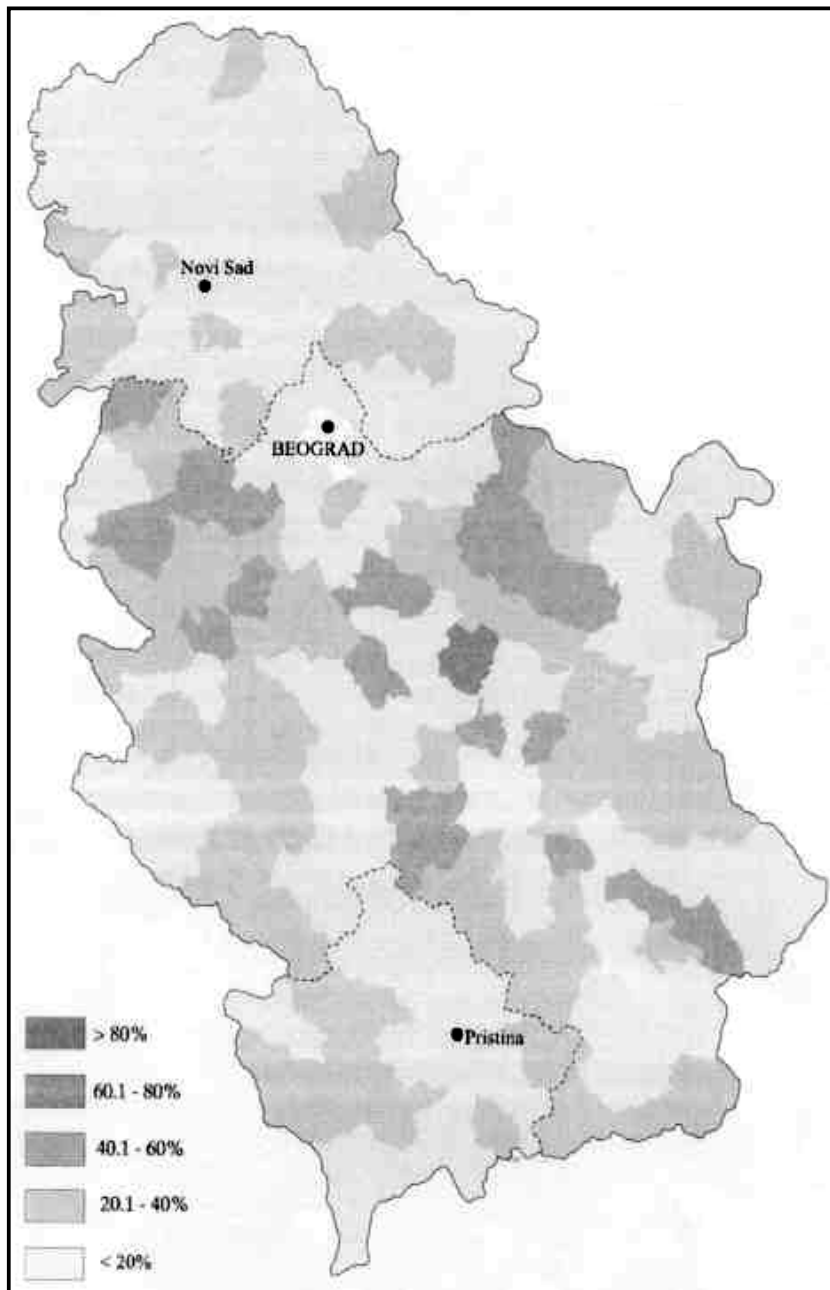 Novi Sad
BEOGRAD
Pristina
> 80%
60.1 - 80%
40.1 - 60%
20.1 - 40%
< 20%